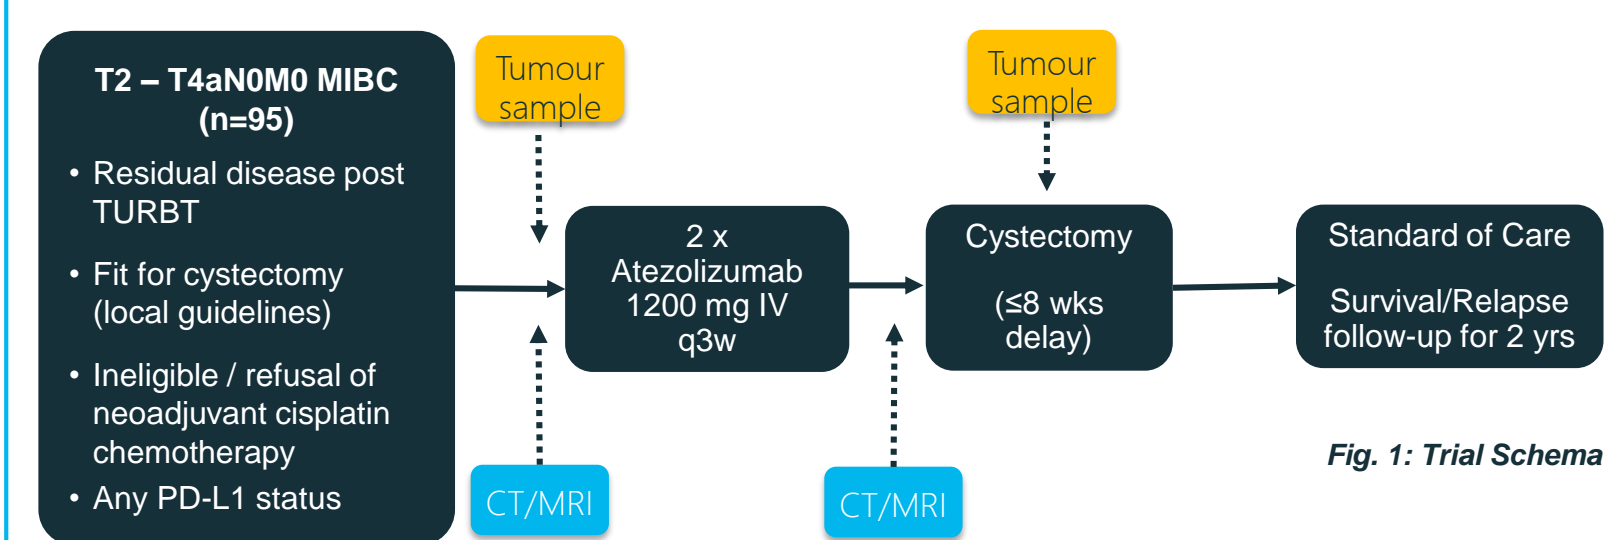 T2 – T4aN0M0 MIBC
(n=95)
• Residual disease post
TURBT
• Fit for cystectomy
(local guidelines)
• Ineligible / refusal of
neoadjuvant cisplatin
chemotherapy
• Any PD-L1 status
Tumour
sample
CT/MRI
2 x
Atezolizumab
1200 mg IV
q3w
CT/MRI
Tumour
sample
Cystectomy
(≤8 wks
delay)
Standard of Care
Survival/Relapse
follow-up for 2 yrs
Fig. 1: Trial Schema